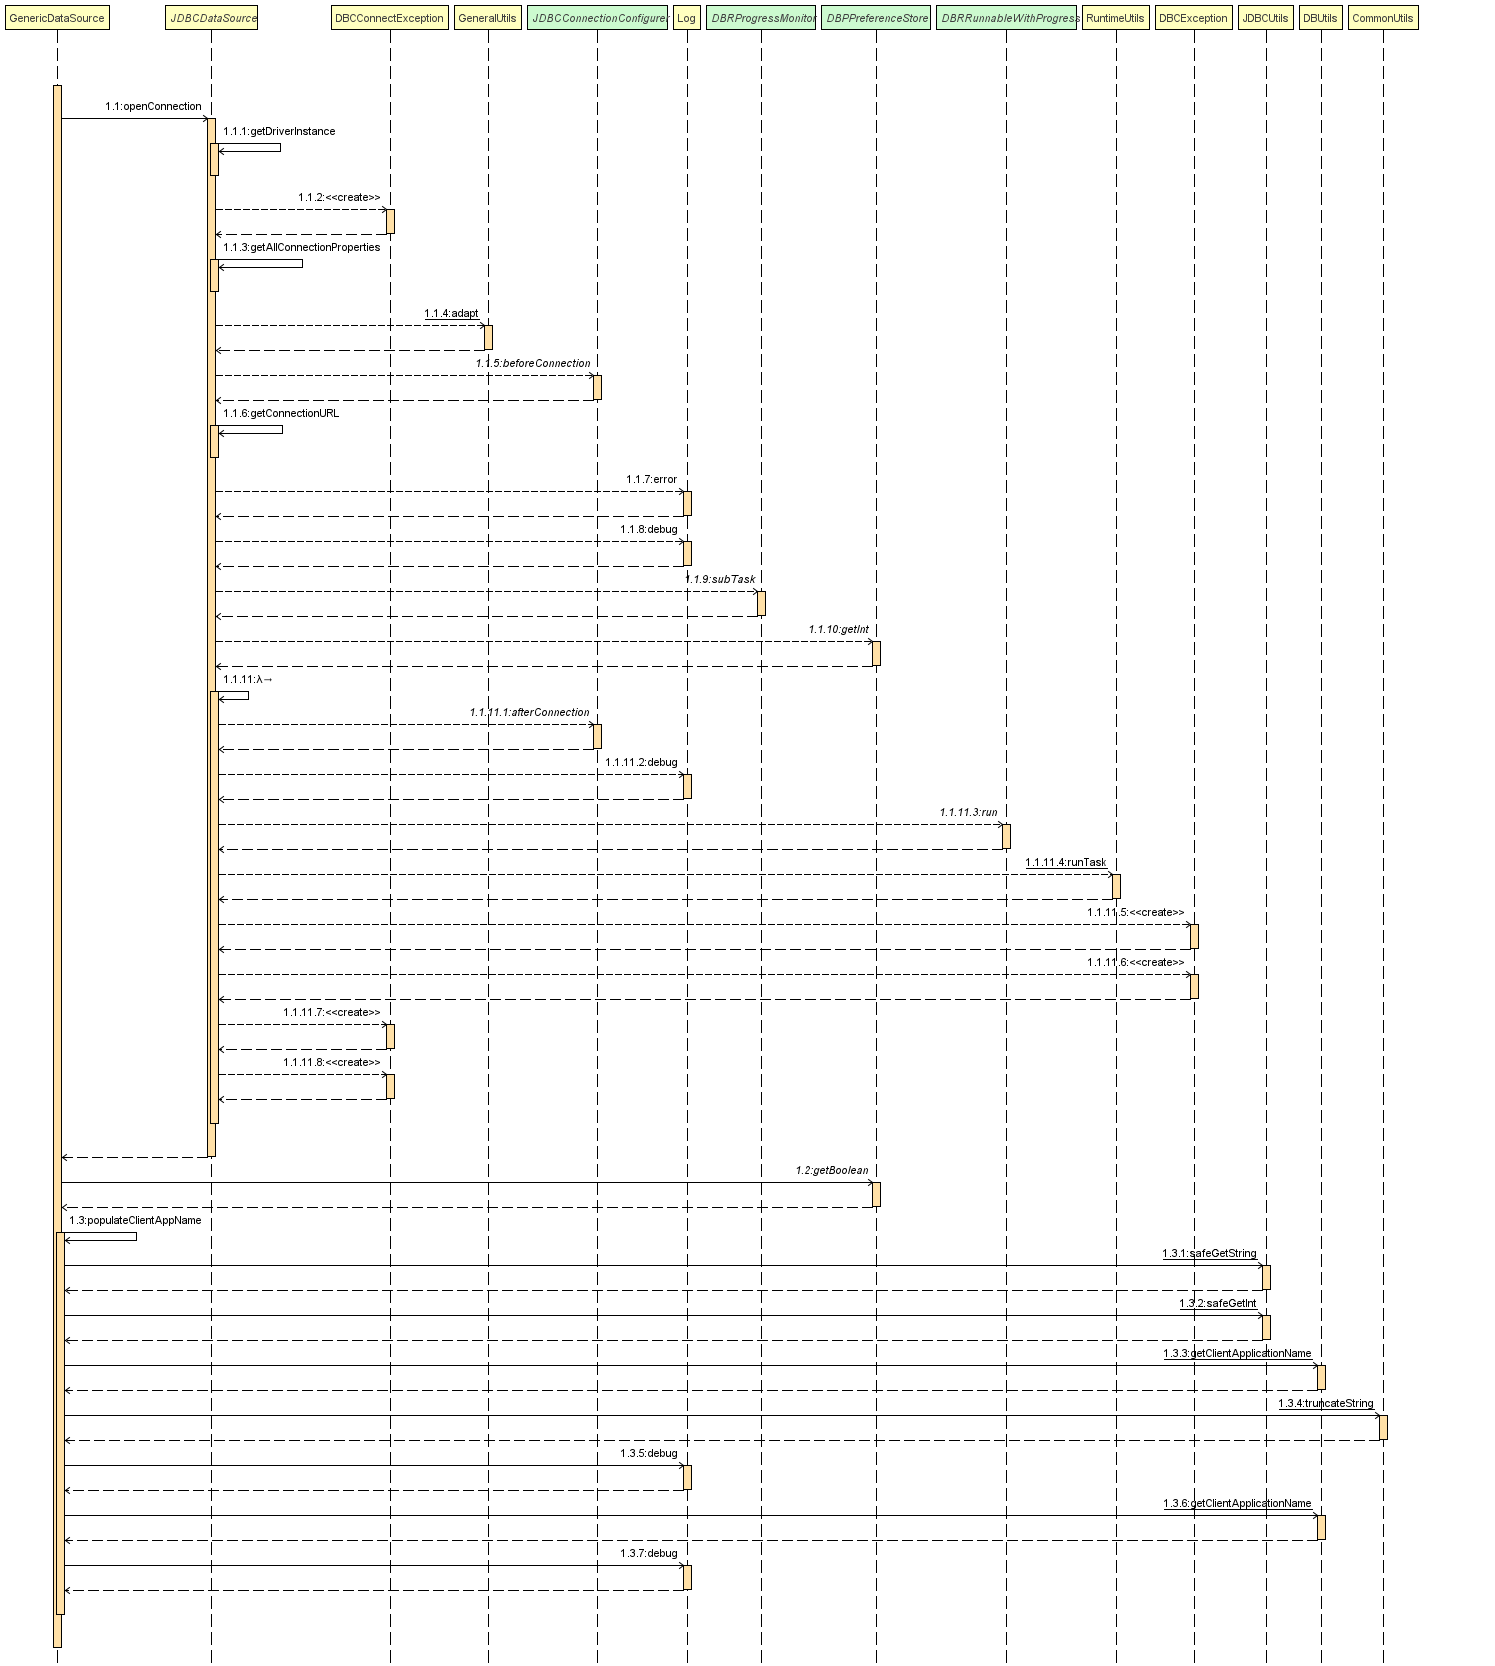 GenericDataSource
JDBCDataSource
DBCConnectException
GeneralUtils
JDBCConnectionConfigurer
Log
DBRProgressMonitor
DBPPreferenceStore
DBRRunnableWithProgress
RuntimeUtils
DBCException
JDBCUtils
DBUtils
CommonUtils
1.1:openConnection
1.1.1:getDriverInstance
1.1.2:<<create>>
1.1.3:getAllConnectionProperties
1.1.4:adapt
1.1.5:beforeConnection
1.1.6:getConnectionURL
1.1.7:error
1.1.8:debug
1.1.9:subTask
1.1.10:getInt
1.1.11:λ→
1.1.11.1:afterConnection
1.1.11.2:debug
1.1.11.3:run
1.1.11.4:runTask
1.1.11.5:<<create>>
1.1.11.6:<<create>>
1.1.11.7:<<create>>
1.1.11.8:<<create>>
1.2:getBoolean
1.3:populateClientAppName
1.3.1:safeGetString
1.3.2:safeGetInt
1.3.3:getClientApplicationName
1.3.4:truncateString
1.3.5:debug
1.3.6:getClientApplicationName
1.3.7:debug